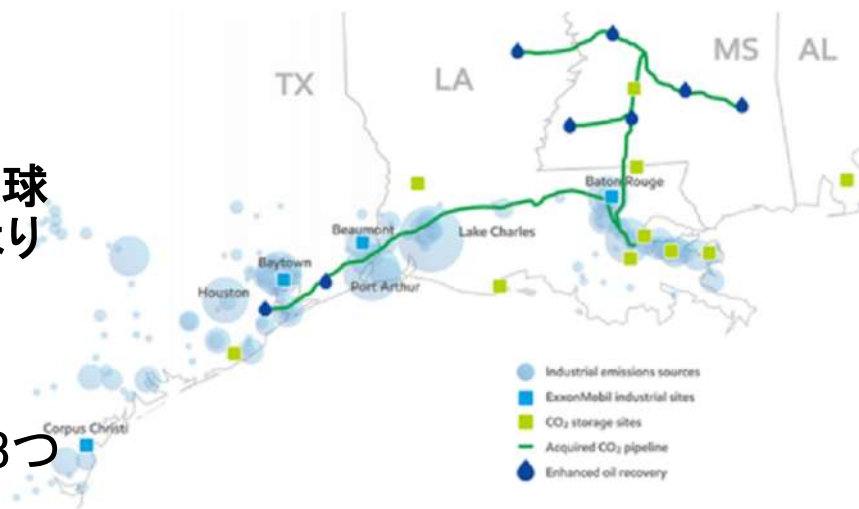 TX
LA
MS
AL
球
Baton Rouge
Beaumont
Lake Charles
Baytown
Port Arthur
Houston
Industrial emissions sources
ExxonMobil industrial sites
CO₂ storage sites
Corpus Christi
Acquired CO₂ pipeline
3つ
Enhanced oil recovery